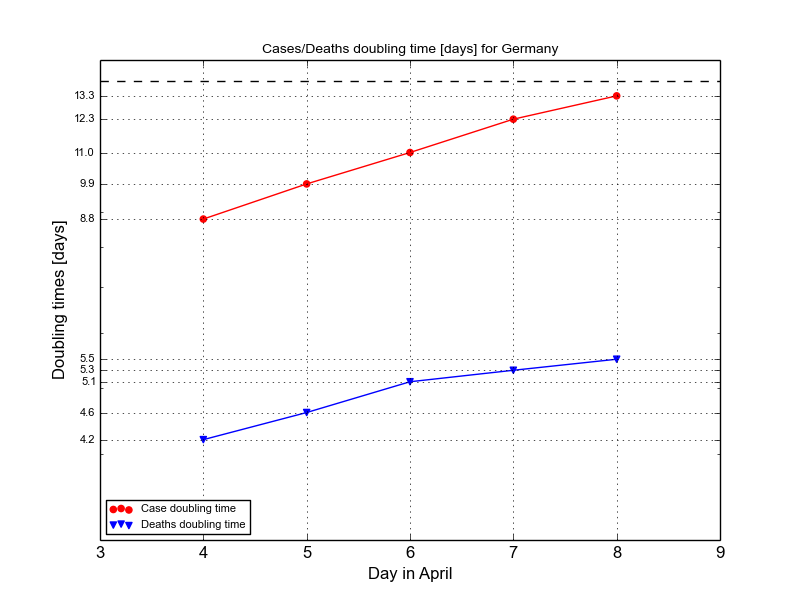 Cases/Deaths doubling time [days] for Germany
Doubling times [days]
13.3
12.3
11.0
9.9
8.8
5.5
5.3
5.1
4.6
4.2
Case doubling time
Deaths doubling time
3 4 5 6 7 8 9
Day in April